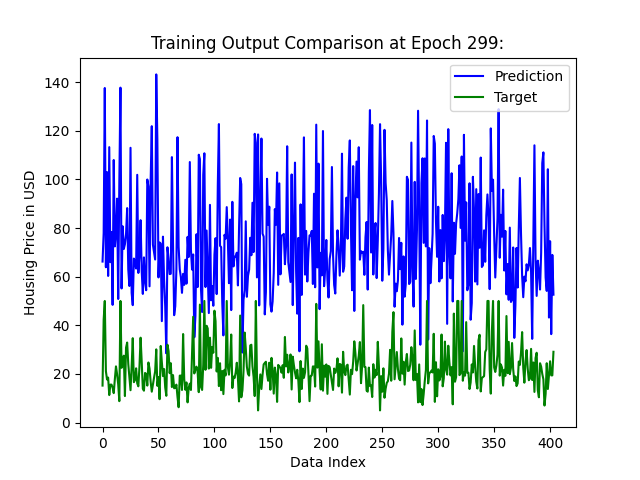 Training Output Comparison at Epoch 299:
Prediction
Target
140
120
100
80
60
40
20
0
Housing Price in USD
0 50 100 150 200 250 300 350 400
Data Index